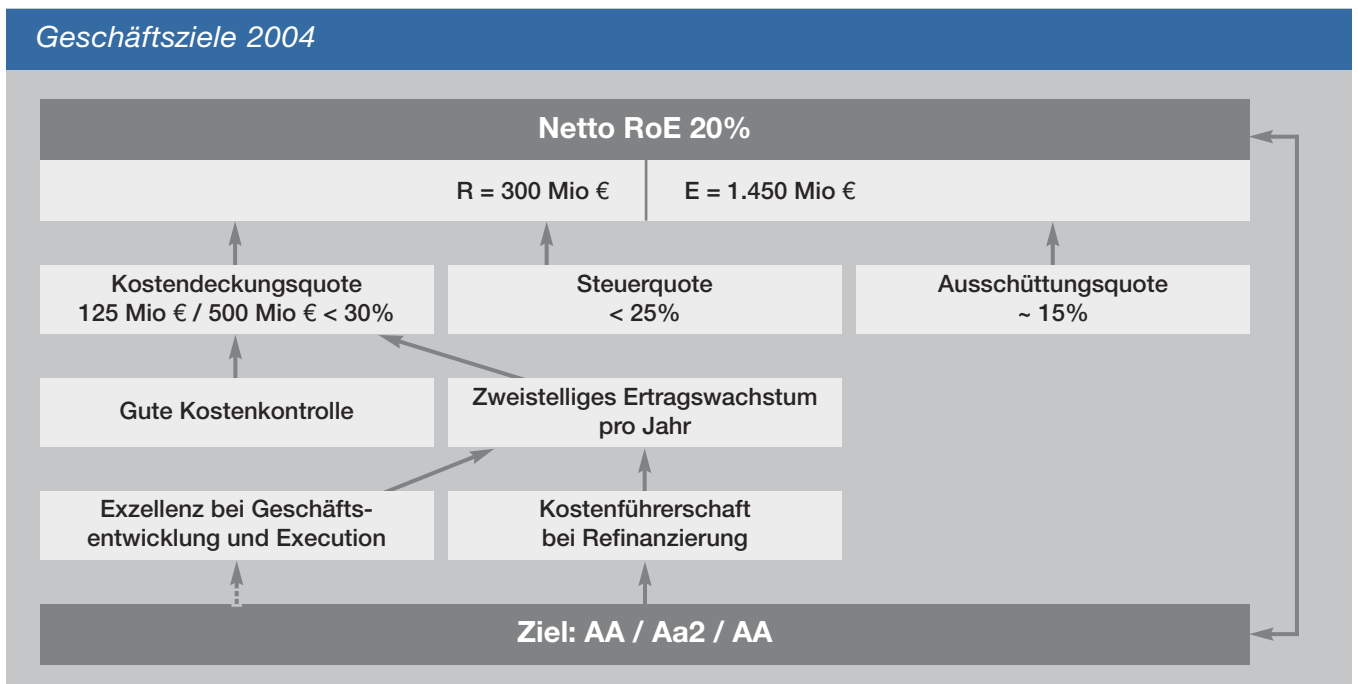 Geschäftsziele 2004
Netto RoE 20%
R = 300 Mio €
E = 1.450 Mio €
Kostendeckungsquote
125 Mio € / 500 Mio € < 30%
Steuerquote
< 25%
Ausschüttungsquote
~ 15%
Gute Kostenkontrolle
Zweistelliges Ertragswachstum
pro Jahr
Exzellenz bei Geschäfts-
entwicklung und Execution
Kostenführerschaft
bei Refinanzierung
Ziel: AA / Aa2 / AA